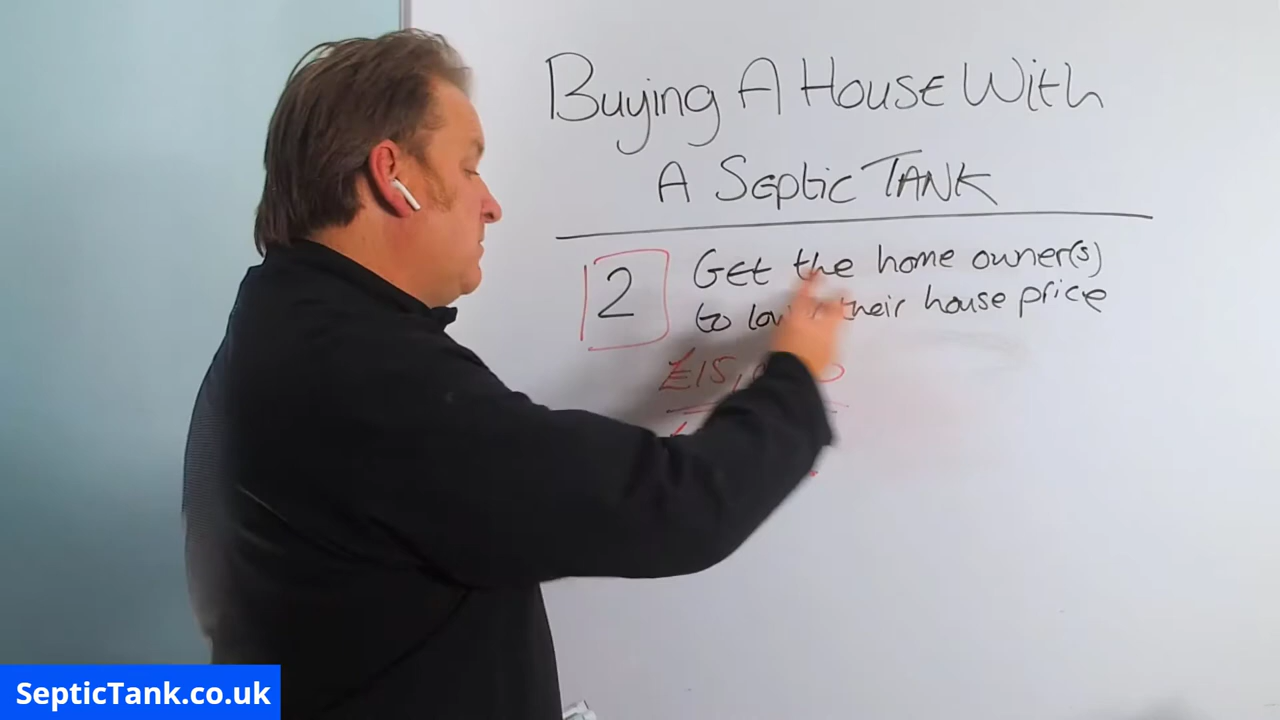 Buying A House With
A Septic TANK
2 Get the home owner(s)
to their house price
SepticTank.co.uk